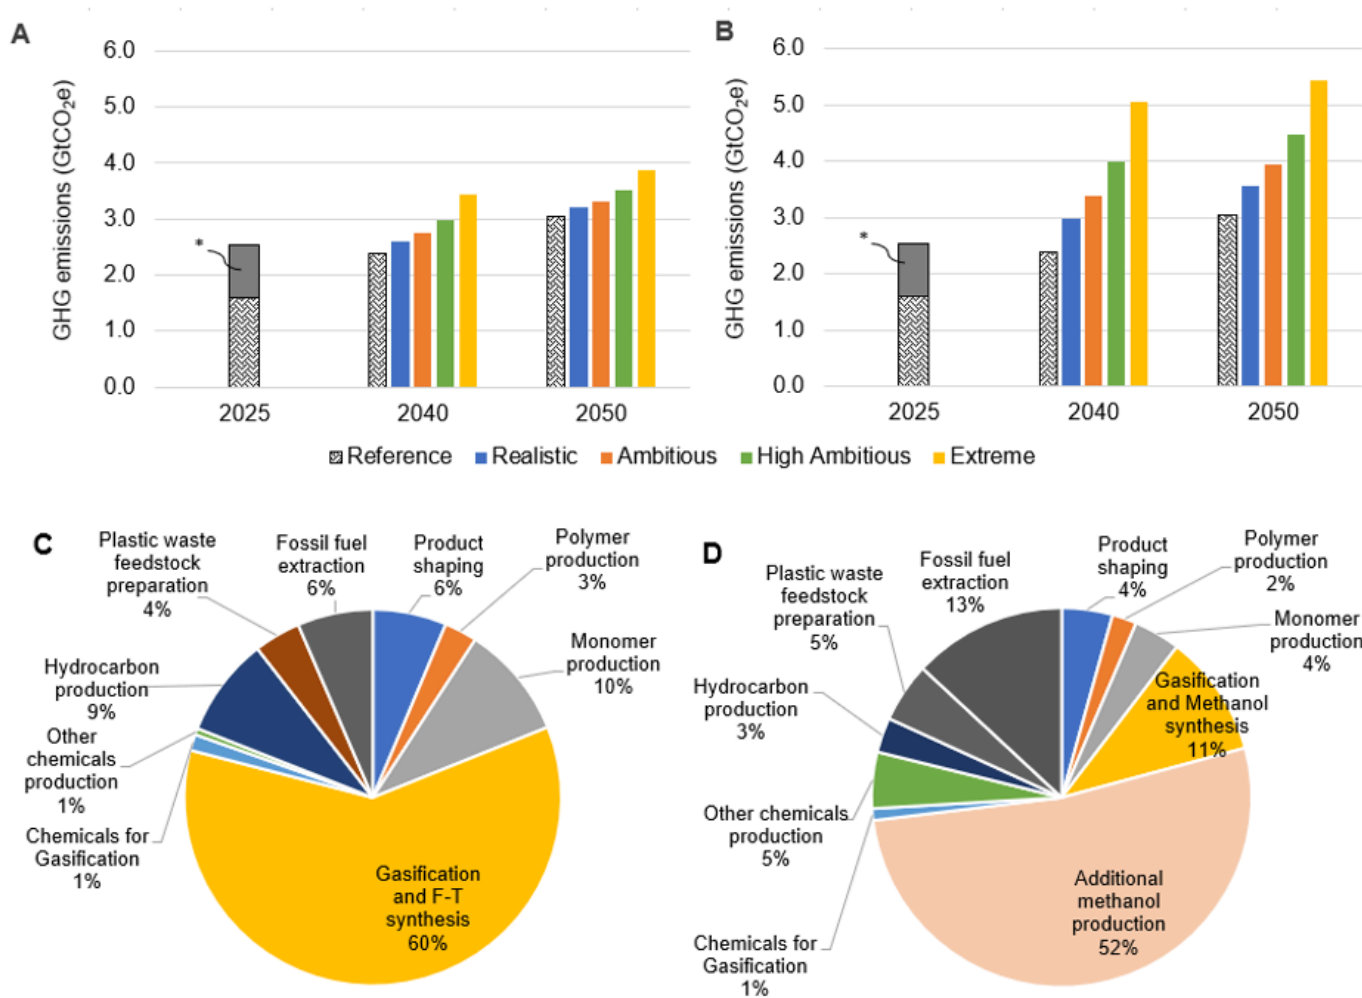 A
6.0
5.0
4.0
3.0
2.0
1.0
0.0
GHG emissions (GtCO₂e)
*
2025
2040
2050
B
6.0
5.0
4.0
3.0
2.0
1.0
0.0
GHG emissions (GtCO₂e)
*
2025
2040
2050
Reference
Realistic
Ambitious
High Ambitious
Extreme
C
Plastic waste
feedstock
preparation
4%
Fossil fuel
extraction
6%
Product
shaping
6%
Polymer
production
3%
Monomer
production
10%
Hydrocarbon
production
9%
Other
chemicals
production
1%
Chemicals for
Gasification
1%
Gasification
and F-T
synthesis
60%
D
Plastic waste
feedstock
preparation
5%
Fossil fuel
extraction
13%
Product
shaping
4%
Polymer
production
2%
Monomer
production
4%
Gasification
and Methanol
synthesis
11%
Hydrocarbon
production
3%
Other chemicals
production
5%
Chemicals for
Gasification
1%
Additional
methanol
production
52%